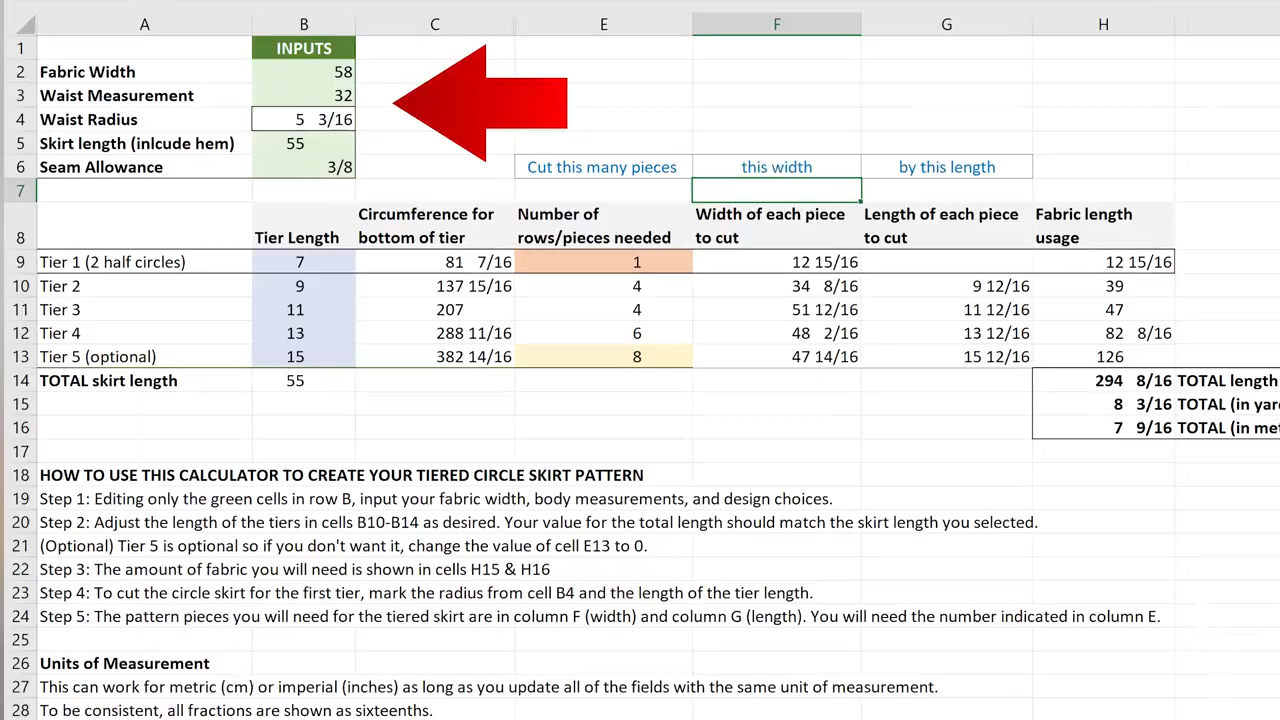 A B C E F G H
1 INPUTS
2 Fabric Width 58
3 Waist Measurement 32
4 Waist Radius 5 3/16
5 Skirt length (inlcude hem) 55
6 Seam Allowance 3/8 Cut this many pieces this width by this length
7
8 Tier Length Circumference for bottom of tier Number of rows/pieces needed Width of each piece to cut Length of each piece to cut Fabric length usage
9 Tier 1 (2 half circles) 7 81 7/16 1 12 15/16 12 15/16
10 Tier 2 9 137 15/16 4 34 8/16 9 12/16 39
11 Tier 3 11 207 4 51 12/16 11 12/16 47
12 Tier 4 13 288 11/16 6 48 2/16 13 12/16 82 8/16
13 Tier 5 (optional) 15 382 14/16 8 47 14/16 15 12/16 126
14 TOTAL skirt length 55 294 8/16 TOTAL length
15 8 3/16 TOTAL (in
16 7 9/16 TOTAL (in
17
18 HOW TO USE THIS CALCULATOR TO CREATE YOUR TIERED CIRCLE SKIRT PATTERN
19 Step 1: Editing only the green cells in row B, input your fabric width, body measurements, and design choices.
20 Step 2: Adjust the length of the tiers in cells B10-B14 as desired. Your value for the total length should match the skirt length you selected.
21 (Optional) Tier 5 is optional so if you don't want it, change the value of cell E13 to 0.
22 Step 3: The amount of fabric you will need is shown in cells H15 & H16
23 Step 4: To cut the circle skirt for the first tier, mark the radius from cell B4 and the length of the tier length.
24 Step 5: The pattern pieces you will need for the tiered skirt are in column F (width) and column G (length). You will need the number indicated in column E.
25
26 Units of Measurement
27 This can work for metric (cm) or imperial (inches) as long as you update all of the fields with the same unit of measurement.
28 To be consistent, all fractions are shown as sixteenths.